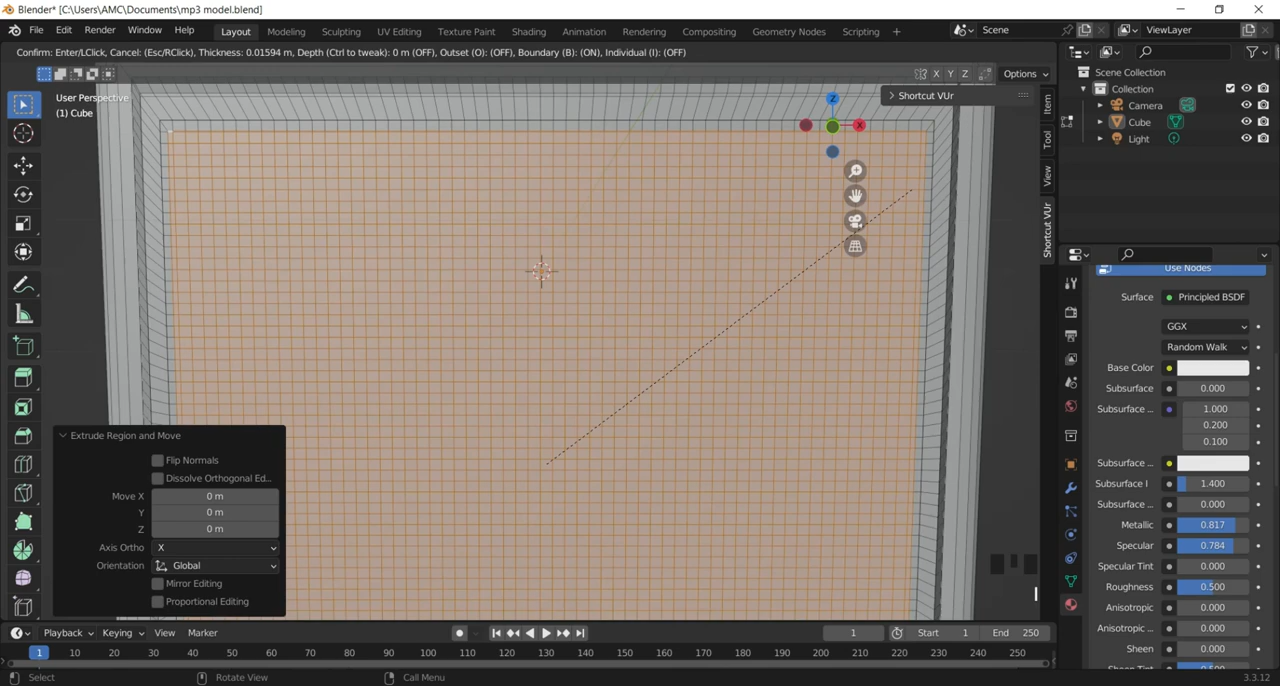 Blender* [C:\Users\AMC\Documents\mp3 model.blend]
File Edit Render Window Help Layout Modeling Sculpting UV Editing Texture Paint Shading Animation Rendering Compositing Geometry Nodes Scripting + Scene ViewLayer
Confirm: Enter/LClick, Cancel: (Esc/RClick), Thickness: 0.01594 m, Depth (Ctrl to tweak): 0 m (OFF), Outset (O): (OFF), Boundary (B): (ON), Individual (I): (OFF)
X Y Z Options
User Perspective
(1) Cube
Shortcut VUr
Z
X
Item
Tool
View
Shortcut VUr
Scene Collection
Collection
Camera
Cube
Light
Use Nodes
Surface Principled BSDF
GGX
Random Walk
Base Color
Subsurface 0.000
Subsurface ... 1.000
0.200
0.100
Subsurface ...
Subsurface I 1.400
Subsurface ... 0.000
Metallic 0.817
Specular 0.784
Specular Tint 0.000
Roughness 0.500
Anisotropic 0.000
Anisotropic ... 0.000
Sheen 0.000
Sheen Tint 0.500
Extrude Region and Move
Flip Normals
Dissolve Orthogonal Ed...
Move X 0 m
Y 0 m
Z 0 m
Axis Ortho X
Orientation Global
Mirror Editing
Proportional Editing
I
Playback Keying View Marker 1 Start 1 End 250
1 10 20 30 40 50 60 70 80 90 100 110 120 130 140 150 160 170 180 190 200 210 220 230 240 250
Select Rotate View Call Menu 3.3.12